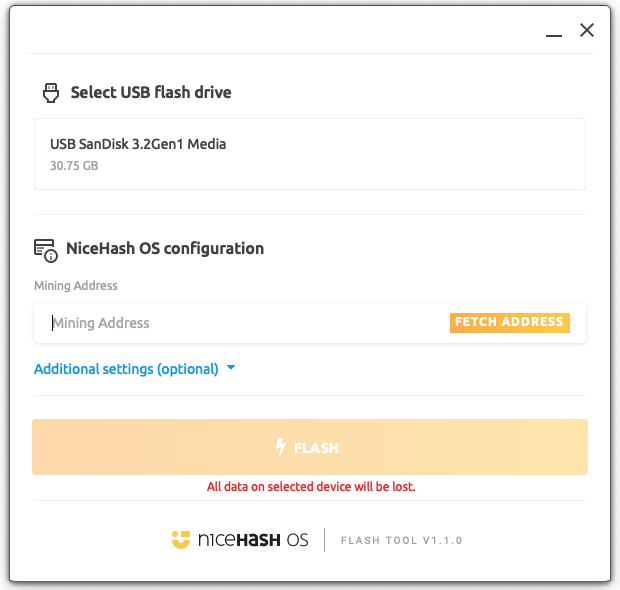 Select USB flash drive
USB SanDisk 3.2Gen1 Media
30.75 GB
NiceHash OS configuration
Mining Address
Mining Address FETCH ADDRESS
Additional settings (optional)
FLASH
All data on selected device will be lost.
niceHASH OS FLASH TOOL V1.1.0